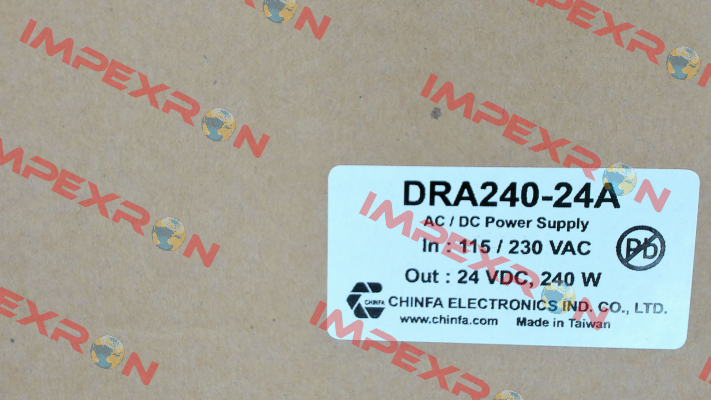 IMPEXRON
IMPEXRON
IMPEXRON
IMPEXRON
DRA240-24A
AC / DC Power Supply
In : 115 / 230 VAC
Pb
Out : 24 VDC, 240 W
CHINFA
CHINFA ELECTRONICS IND. CO., LTD.
www.chinfa.com Made in Taiwan
IMPEXRON
IMPEXRON
IMPEXRON